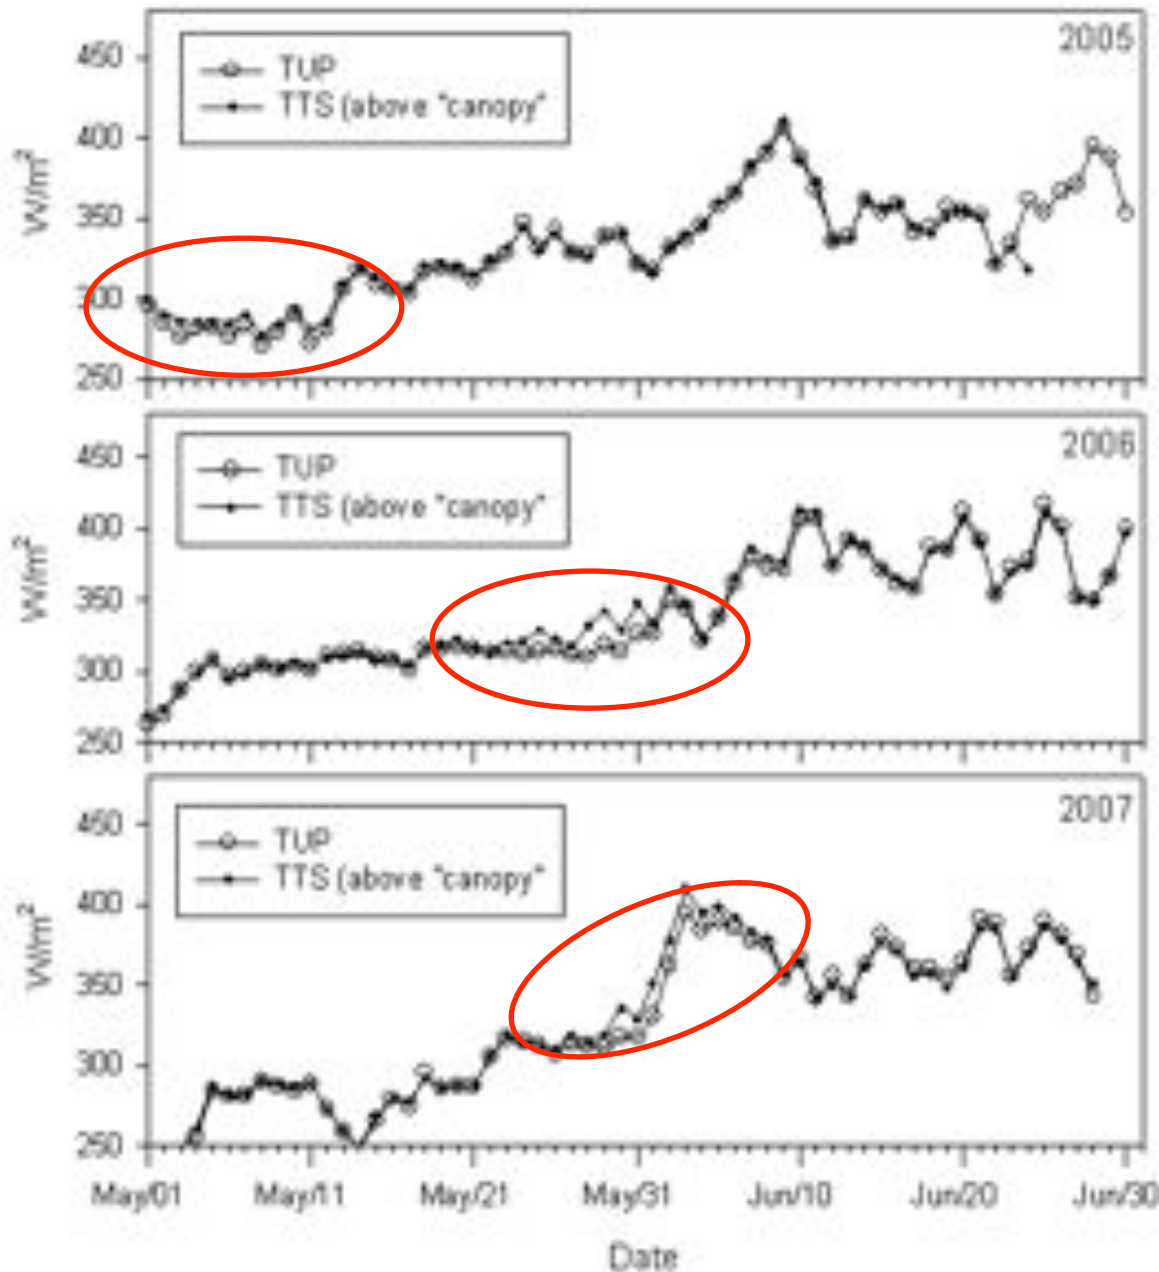 2005
TUP
TTS (above "canopy"
450
400
350
300
250
W/m²
2006
TUP
TTS (above "canopy"
450
400
350
300
250
W/m²
2007
TUP
TTS (above "canopy"
450
400
350
300
250
W/m²
May/01 May/11 May/21 May/31 Jun/10 Jun/20 Jun/30
Date